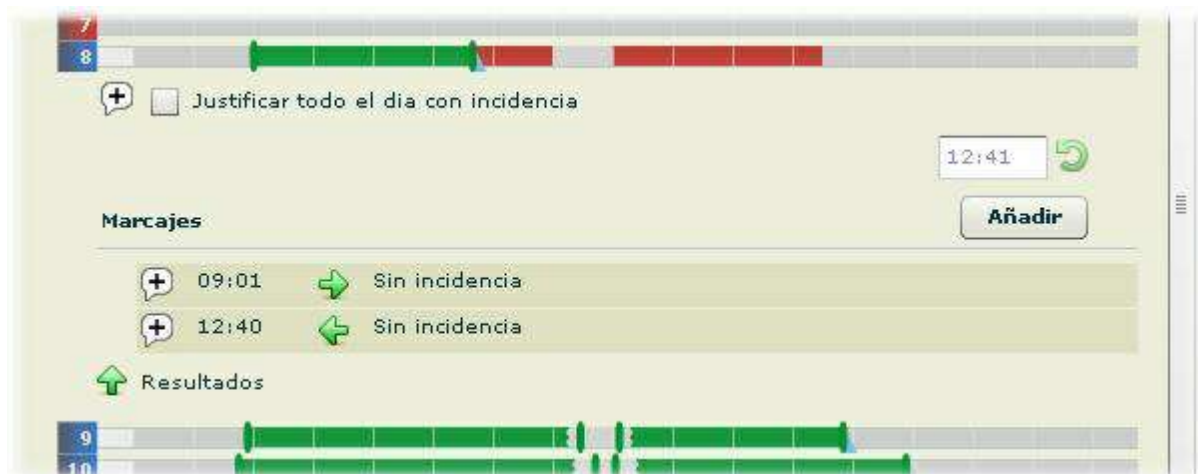 7
8
Justificar todo el dia con incidencia
12:41
Marcajes Añadir
09:01 Sin incidencia
12:40 Sin incidencia
Resultados
9
10